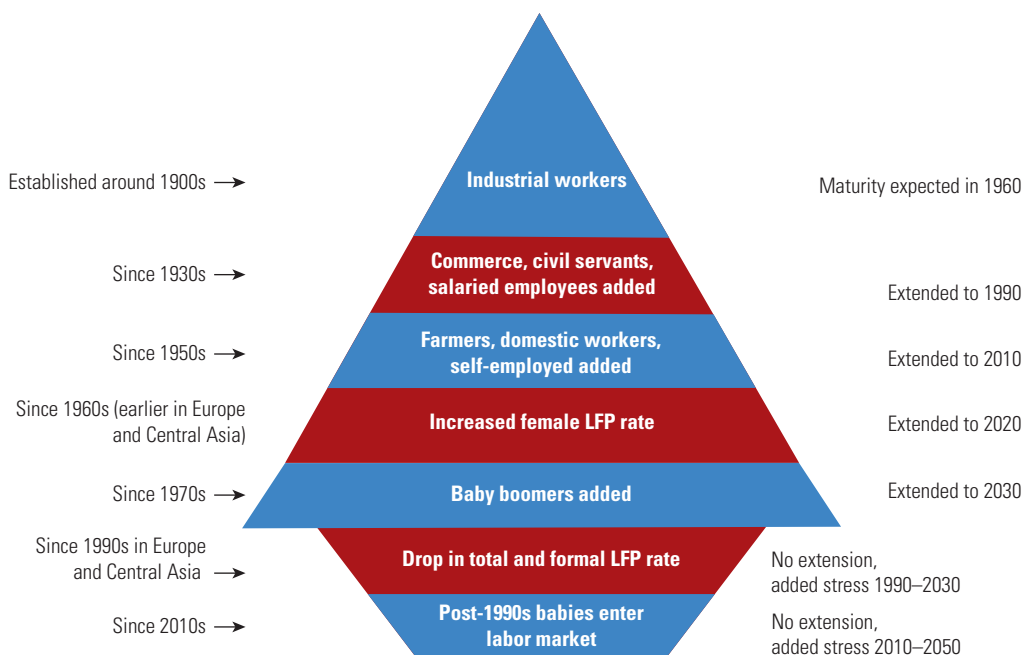 Established around 1900s →
Industrial workers
Maturity expected in 1960
Since 1930s →
Commerce, civil servants,
salaried employees added
Extended to 1990
Since 1950s →
Farmers, domestic workers,
self-employed added
Extended to 2010
Since 1960s (earlier in Europe
and Central Asia)
Increased female LFP rate
Extended to 2020
Since 1970s →
Baby boomers added
Extended to 2030
Since 1990s in Europe
and Central Asia →
Drop in total and formal LFP rate
No extension,
added stress 1990–2030
Since 2010s →
Post-1990s babies enter
labor market
No extension,
added stress 2010–2050